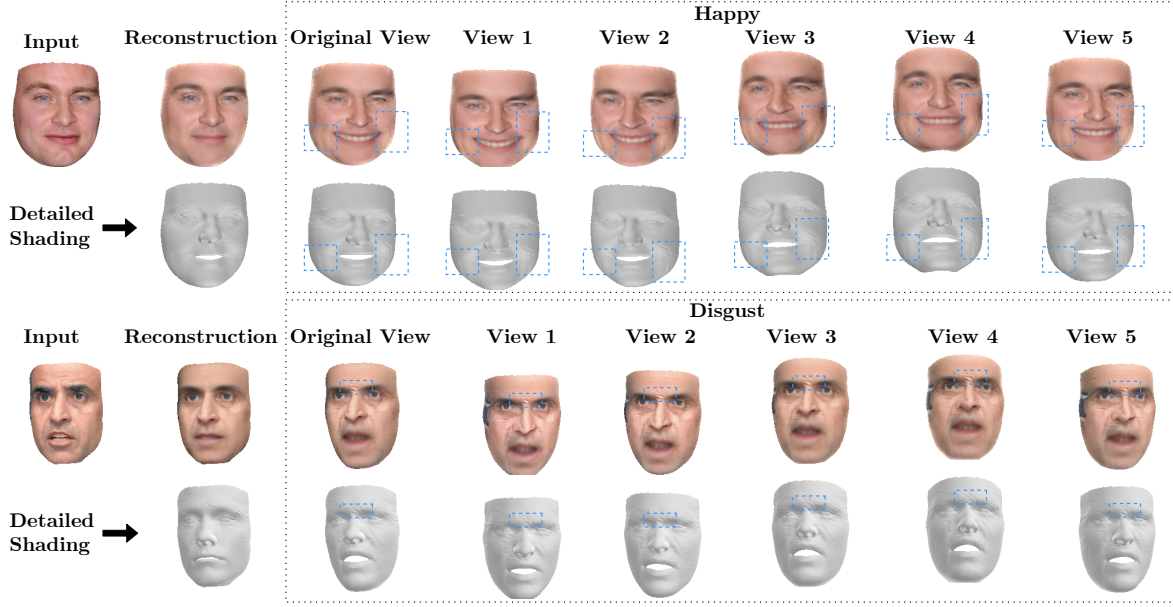 Happy
Input Reconstruction Original View View 1 View 2 View 3 View 4 View 5
Detailed
Shading
Disgust
Input Reconstruction Original View View 1 View 2 View 3 View 4 View 5
Detailed
Shading